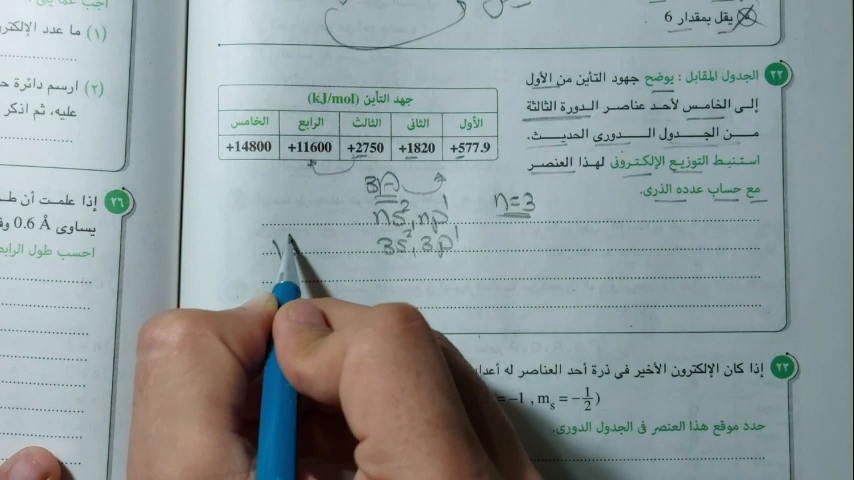 يقل بمقدار 6
٢٢ الجدول المقابل : يوضح جهود التأين من الأول
إلى الخامس لأحد عناصر الدورة الثالثة
من الجدول الدورى الحديث.
استنبط التوزيع الإلكترونى لهذا العنصر
مع حساب عدده الذرى.
جهد التأين (kJ/mol)
الأول الثانى الثالث الرابع الخامس
+577.9 +1820 +2750 +11600 +14800
3A
ns², np¹ n=3
3s², 3p¹
٢٣ إذا كان الإلكترون الأخير فى ذرة أحد العناصر له
=−1 , mₛ = −1/2)
حدد موقع هذا العنصر فى الجدول الدورى.
(١) ما عدد
(٢) ارسم دائرة
عليه، ثم اذكر
٢٦ إذا علمت أن
يساوى 0.6 Å
احسب طول